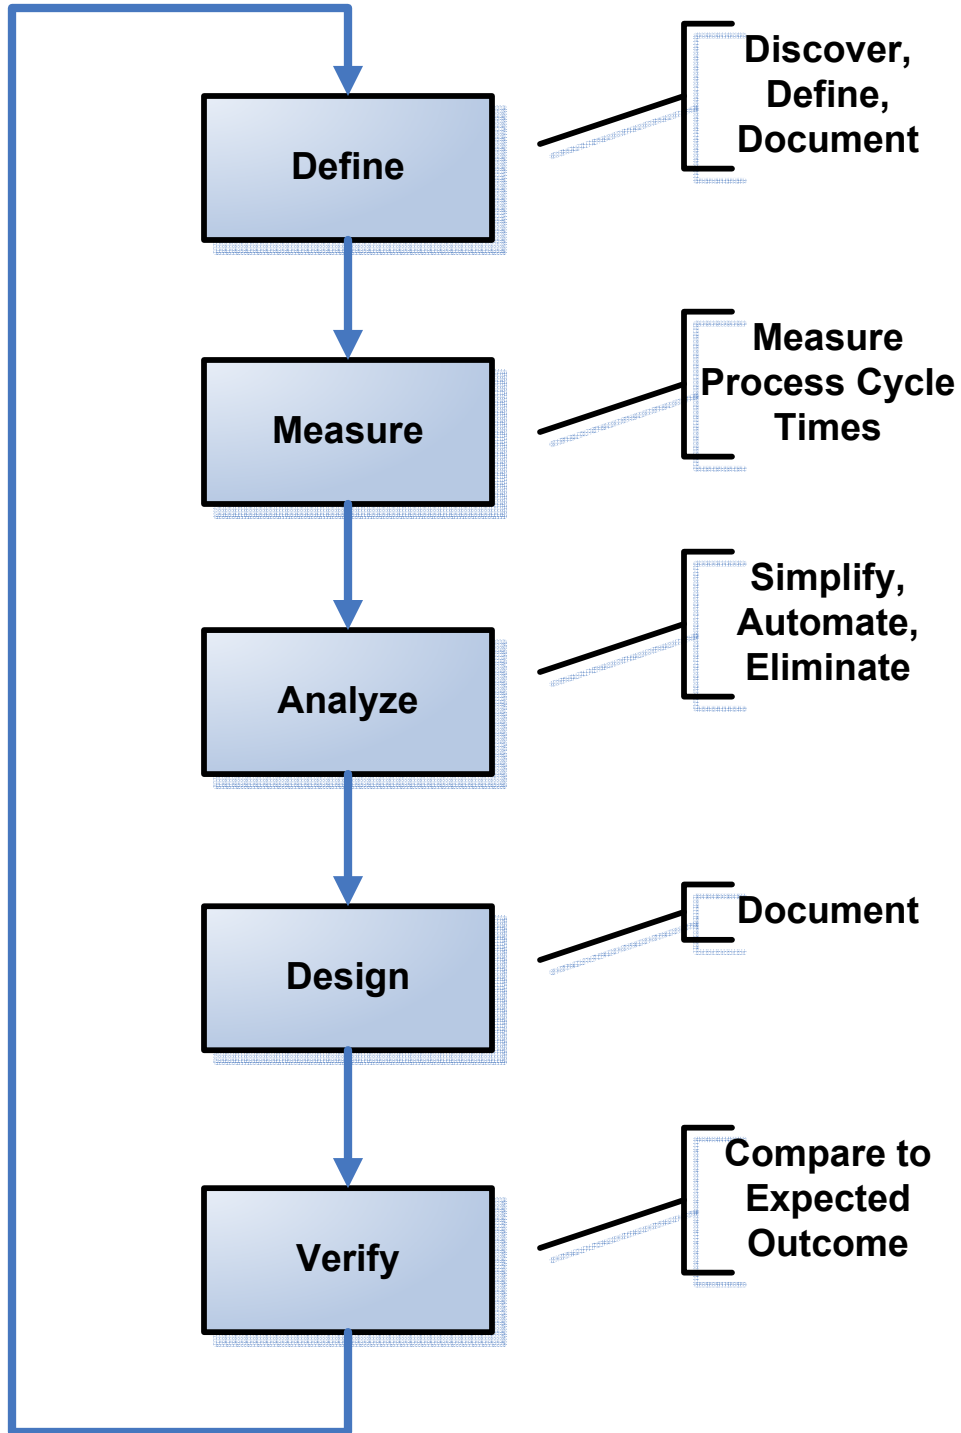 Define
Discover,
Define,
Document
Measure
Measure
Process Cycle
Times
Analyze
Simplify,
Automate,
Eliminate
Design
Document
Verify
Compare to
Expected
Outcome